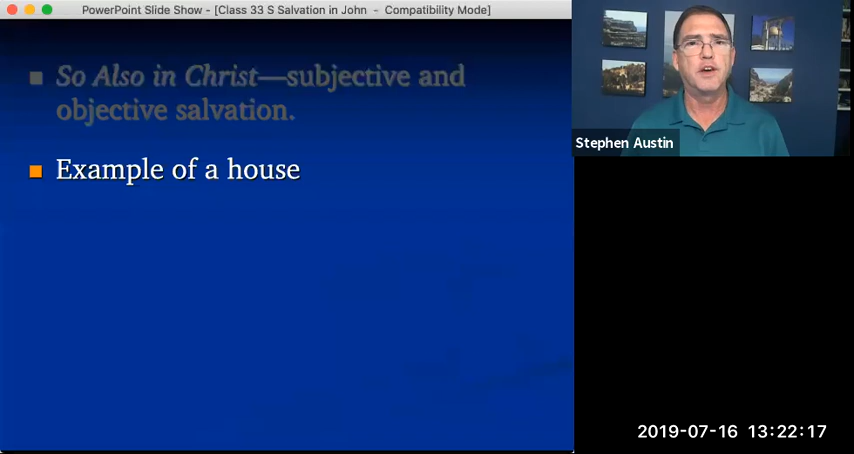 PowerPoint Slide Show - [Class 33 S Salvation in John - Compatibility Mode]
So Also in Christ—subjective and
objective salvation.
Example of a house
Stephen Austin
2019-07-16 13:22:17